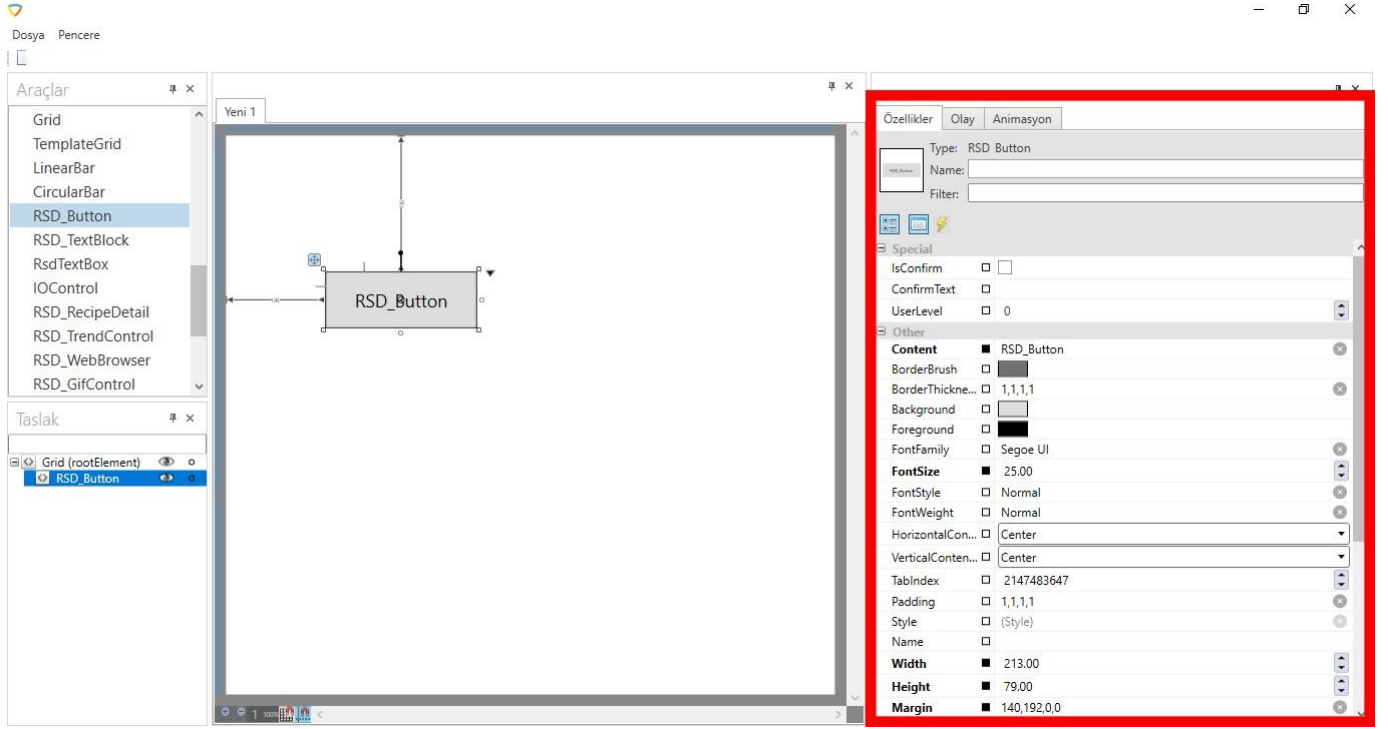 Dosya Pencere
Araçlar
Grid
TemplateGrid
LinearBar
CircularBar
RSD_Button
RSD_TextBlock
RsdTextBox
IOControl
RSD_RecipeDetail
RSD_TrendControl
RSD_WebBrowser
RSD_GifControl
Taslak
Grid (rootElement)
RSD_Button
Yeni 1
RSD_Button
1 100%
Özellikler Olay Animasyon
Type: RSD Button
Name:
Filter:
Special
IsConfirm
ConfirmText
UserLevel 0
Other
Content RSD_Button
BorderBrush
BorderThickne... 1,1,1,1
Background
Foreground
FontFamily Segoe UI
FontSize 25.00
FontStyle Normal
FontWeight Normal
HorizontalCon... Center
VerticalConten... Center
TabIndex 2147483647
Padding 1,1,1,1
Style (Style)
Name
Width 213.00
Height 79.00
Margin 140,192,0,0